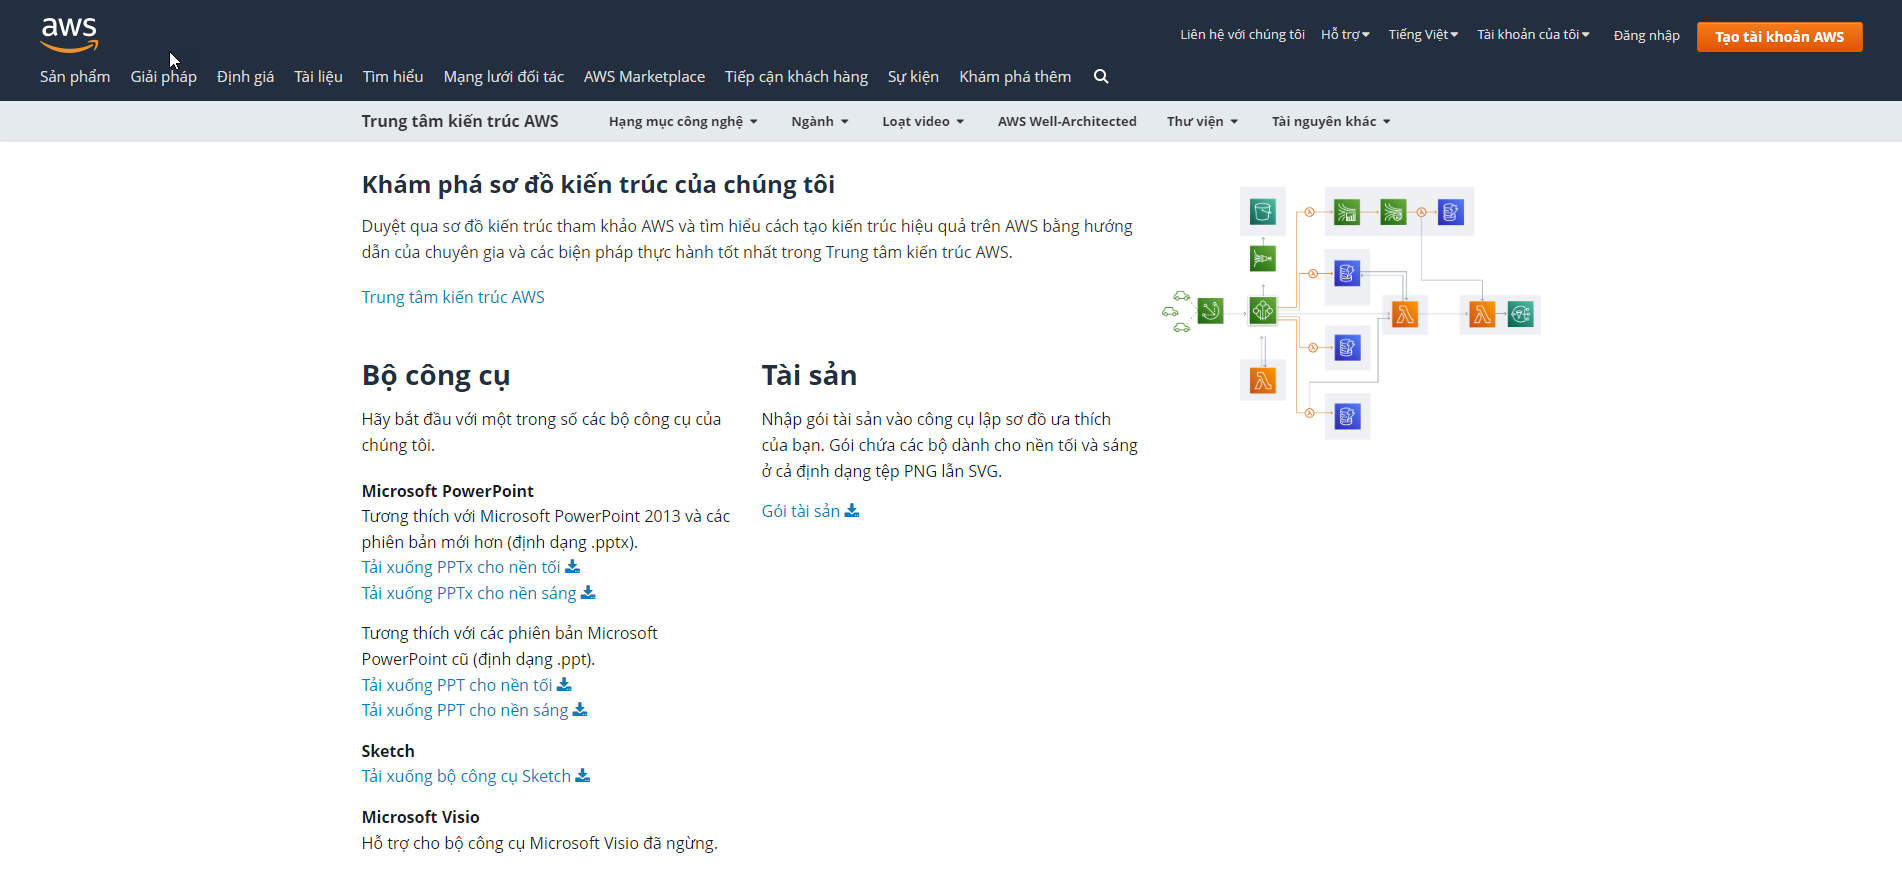 aws
Liên hệ với chúng tôi Hỗ trợ Tiếng Việt Tài khoản của tôi Đăng nhập Tạo tài khoản AWS
Sản phẩm Giải pháp Định giá Tài liệu Tìm hiểu Mạng lưới đối tác AWS Marketplace Tiếp cận khách hàng Sự kiện Khám phá thêm
Trung tâm kiến trúc AWS Hạng mục công nghệ Ngành Loạt video AWS Well-Architected Thư viện Tài nguyên khác
Khám phá sơ đồ kiến trúc của chúng tôi
Duyệt qua sơ đồ kiến trúc tham khảo AWS và tìm hiểu cách tạo kiến trúc hiệu quả trên AWS bằng hướng
dẫn của chuyên gia và các biện pháp thực hành tốt nhất trong Trung tâm kiến trúc AWS.
Trung tâm kiến trúc AWS
Bộ công cụ
Hãy bắt đầu với một trong số các bộ công cụ của
chúng tôi.
Microsoft PowerPoint
Tương thích với Microsoft PowerPoint 2013 và các
phiên bản mới hơn (định dạng .pptx).
Tải xuống PPTx cho nền tối
Tải xuống PPTx cho nền sáng
Tương thích với các phiên bản Microsoft
PowerPoint cũ (định dạng .ppt).
Tải xuống PPT cho nền tối
Tải xuống PPT cho nền sáng
Sketch
Tải xuống bộ công cụ Sketch
Microsoft Visio
Hỗ trợ cho bộ công cụ Microsoft Visio đã ngừng.
Tài sản
Nhập gói tài sản vào công cụ lập sơ đồ ưa thích
của bạn. Gói chứa các bộ dành cho nền tối và sáng
ở cả định dạng tệp PNG lẫn SVG.
Gói tài sản